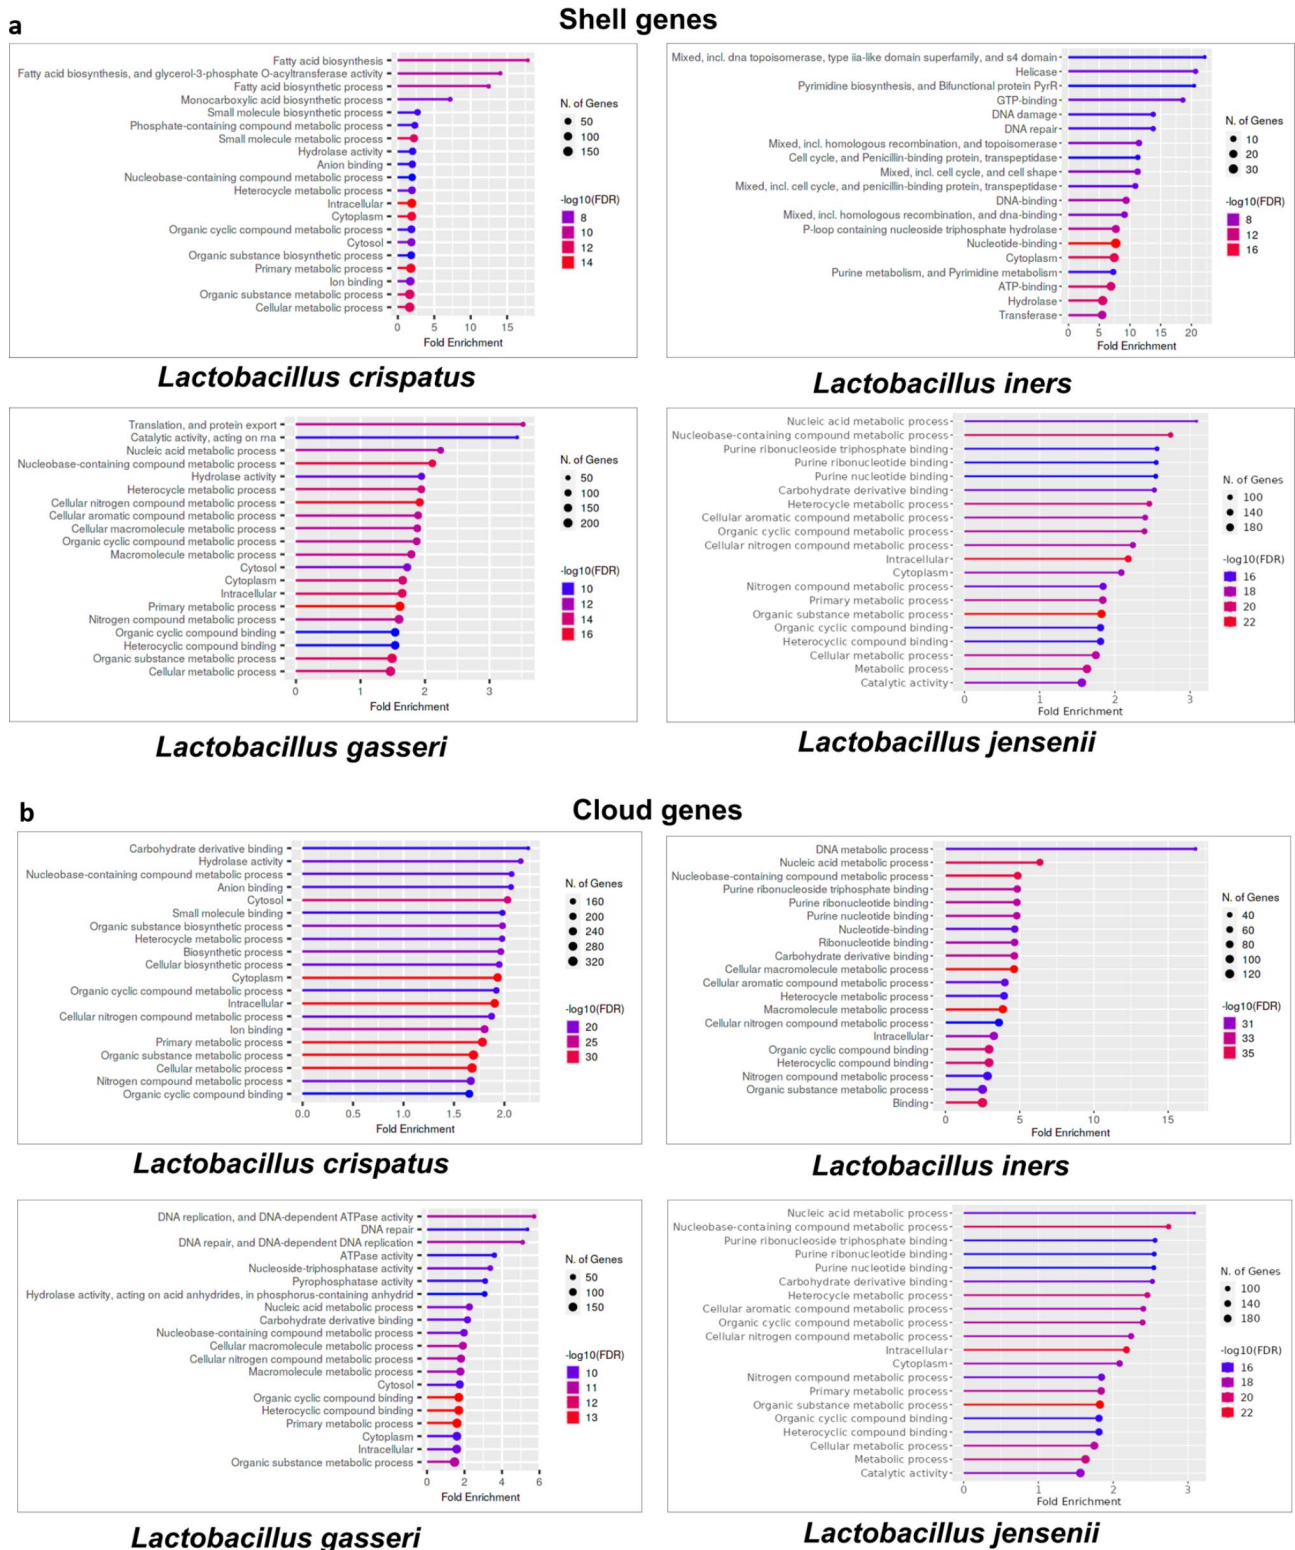 a
Shell genes
Fatty acid biosynthesis
Fatty acid biosynthesis, and glycerol-3-phosphate O-acyltransferase activity
Fatty acid biosynthetic process
Monocarboxylic acid biosynthetic process
Small molecule biosynthetic process
Phosphate-containing compound metabolic process
Small molecule metabolic process
Hydrolase activity
Anion binding
Nucleobase-containing compound metabolic process
Heterocycle metabolic process
Intracellular
Cytoplasm
Organic cyclic compound metabolic process
Cytosol
Organic substance biosynthetic process
Primary metabolic process
Ion binding
Organic substance metabolic process
Cellular metabolic process
0 5 10 15
Fold Enrichment
N. of Genes
50
100
150
-log10(FDR)
8
10
12
14
Lactobacillus crispatus
Mixed, incl. dna topoisomerase, type iia-like domain superfamily, and s4 domain
Helicase
Pyrimidine biosynthesis, and Bifunctional protein PyrR
GTP-binding
DNA damage
DNA repair
Mixed, incl. homologous recombination, and topoisomerase
Cell cycle, and Penicillin-binding protein, transpeptidase
Mixed, incl. cell cycle, and cell shape
Mixed, incl. cell cycle, and penicillin-binding protein, transpeptidase
DNA-binding
Mixed, incl. homologous recombination, and dna-binding
P-loop containing nucleoside triphosphate hydrolase
Nucleotide-binding
Cytoplasm
Purine metabolism, and Pyrimidine metabolism
ATP-binding
Hydrolase
Transferase
0 5 10 15 20
Fold Enrichment
N. of Genes
10
20
30
-log10(FDR)
8
12
16
Lactobacillus iners
Translation, and protein export
Catalytic activity, acting on rna
Nucleic acid metabolic process
Nucleobase-containing compound metabolic process
Hydrolase activity
Heterocycle metabolic process
Cellular nitrogen compound metabolic process
Cellular aromatic compound metabolic process
Cellular macromolecule metabolic process
Organic cyclic compound metabolic process
Macromolecule metabolic process
Cytosol
Cytoplasm
Intracellular
Primary metabolic process
Nitrogen compound metabolic process
Organic cyclic compound binding
Heterocyclic compound binding
Organic substance metabolic process
Cellular metabolic process
0 1 2 3
Fold Enrichment
N. of Genes
50
100
150
200
-log10(FDR)
10
12
14
16
Lactobacillus gasseri
Nucleic acid metabolic process
Nucleobase-containing compound metabolic process
Purine ribonucleoside triphosphate binding
Purine ribonucleotide binding
Purine nucleotide binding
Carbohydrate derivative binding
Heterocycle metabolic process
Cellular aromatic compound metabolic process
Organic cyclic compound metabolic process
Cellular nitrogen compound metabolic process
Intracellular
Cytoplasm
Nitrogen compound metabolic process
Primary metabolic process
Organic substance metabolic process
Organic cyclic compound binding
Heterocyclic compound binding
Cellular metabolic process
Metabolic process
Catalytic activity
0 1 2 3
Fold Enrichment
N. of Genes
100
140
180
-log10(FDR)
16
18
20
22
Lactobacillus jensenii
b
Cloud genes
Carbohydrate derivative binding
Hydrolase activity
Nucleobase-containing compound metabolic process
Anion binding
Cytosol
Small molecule binding
Organic substance biosynthetic process
Heterocycle metabolic process
Biosynthetic process
Cellular biosynthetic process
Cytoplasm
Organic cyclic compound metabolic process
Intracellular
Cellular nitrogen compound metabolic process
Ion binding
Primary metabolic process
Organic substance metabolic process
Cellular metabolic process
Nitrogen compound metabolic process
Organic cyclic compound binding
0.0 0.5 1.0 1.5 2.0
Fold Enrichment
N. of Genes
160
200
240
280
320
-log10(FDR)
20
25
30
Lactobacillus crispatus
DNA metabolic process
Nucleic acid metabolic process
Nucleobase-containing compound metabolic process
Purine ribonucleoside triphosphate binding
Purine ribonucleotide binding
Purine nucleotide binding
Nucleotide-binding
Ribonucleotide binding
Carbohydrate derivative binding
Cellular macromolecule metabolic process
Cellular aromatic compound metabolic process
Heterocycle metabolic process
Macromolecule metabolic process
Cellular nitrogen compound metabolic process
Intracellular
Organic cyclic compound binding
Heterocyclic compound binding
Nitrogen compound metabolic process
Organic substance metabolic process
Binding
0 5 10 15
Fold Enrichment
N. of Genes
40
60
80
100
120
-log10(FDR)
31
33
35
Lactobacillus iners
DNA replication, and DNA-dependent ATPase activity
DNA repair
DNA repair, and DNA-dependent DNA replication
ATPase activity
Nucleoside-triphosphatase activity
Pyrophosphatase activity
Hydrolase activity, acting on acid anhydrides, in phosphorus-containing anhydrid
Nucleic acid metabolic process
Carbohydrate derivative binding
Nucleobase-containing compound metabolic process
Cellular macromolecule metabolic process
Cellular nitrogen compound metabolic process
Macromolecule metabolic process
Cytosol
Organic cyclic compound binding
Heterocyclic compound binding
Primary metabolic process
Cytoplasm
Intracellular
Organic substance metabolic process
0 2 4 6
Fold Enrichment
N. of Genes
50
100
150
-log10(FDR)
10
11
12
13
Lactobacillus gasseri
Nucleic acid metabolic process
Nucleobase-containing compound metabolic process
Purine ribonucleoside triphosphate binding
Purine ribonucleotide binding
Purine nucleotide binding
Carbohydrate derivative binding
Heterocycle metabolic process
Cellular aromatic compound metabolic process
Organic cyclic compound metabolic process
Cellular nitrogen compound metabolic process
Intracellular
Cytoplasm
Nitrogen compound metabolic process
Primary metabolic process
Organic substance metabolic process
Organic cyclic compound binding
Heterocyclic compound binding
Cellular metabolic process
Metabolic process
Catalytic activity
0 1 2 3
Fold Enrichment
N. of Genes
100
140
180
-log10(FDR)
16
18
20
22
Lactobacillus jensenii